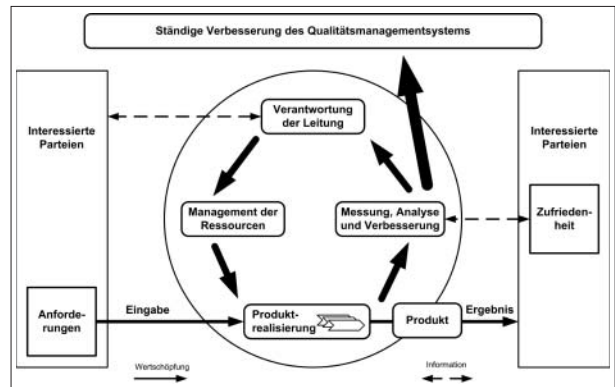 Ständige Verbesserung des Qualitätsmanagementsystems
Interessierte
Parteien
Verantwortung
der Leitung
Interessierte
Parteien
Management der
Ressourcen
Messung, Analyse
und Verbesserung
Zufrieden-
heit
Anforde-
rungen
Eingabe
Produkt-
realisierung
Produkt
Ergebnis
Wertschöpfung
Information